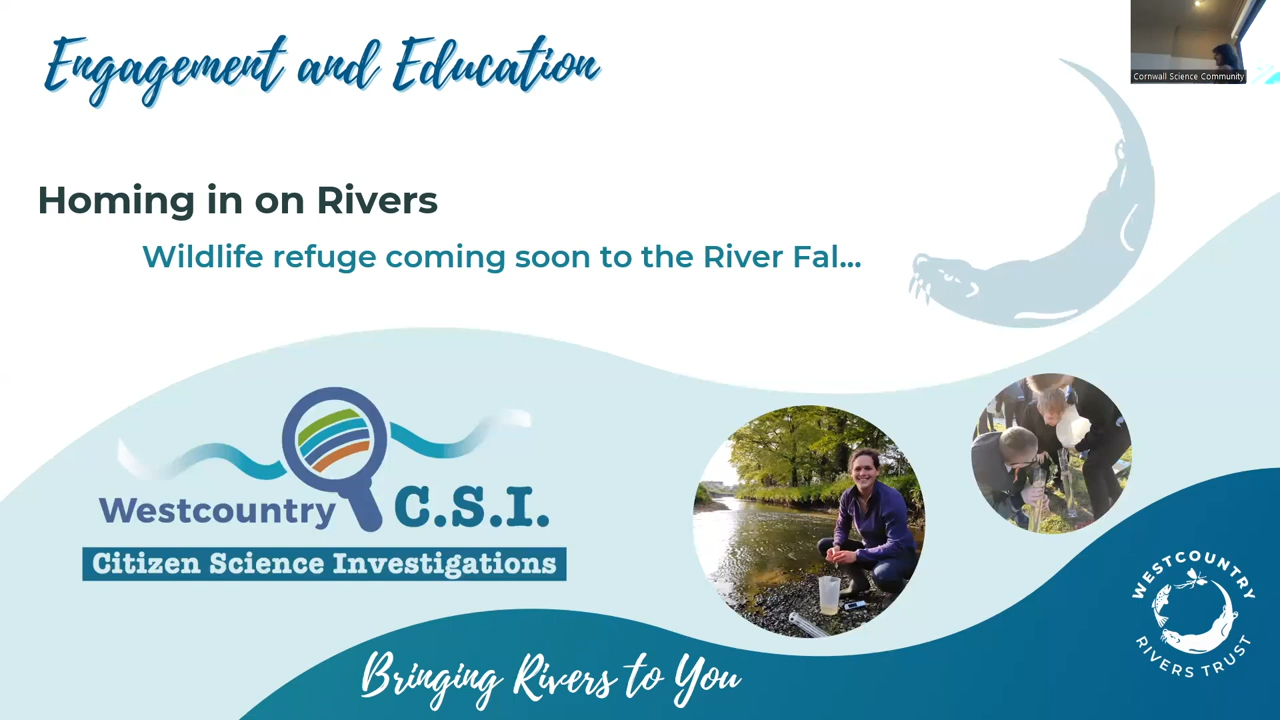 Engagement and Education
Cornwall Science Community
Homing in on Rivers
Wildlife refuge coming soon to the River Fal...
Westcountry C.S.I.
Citizen Science Investigations
WESTCOUNTRY
RIVERS TRUST
Bringing Rivers to You